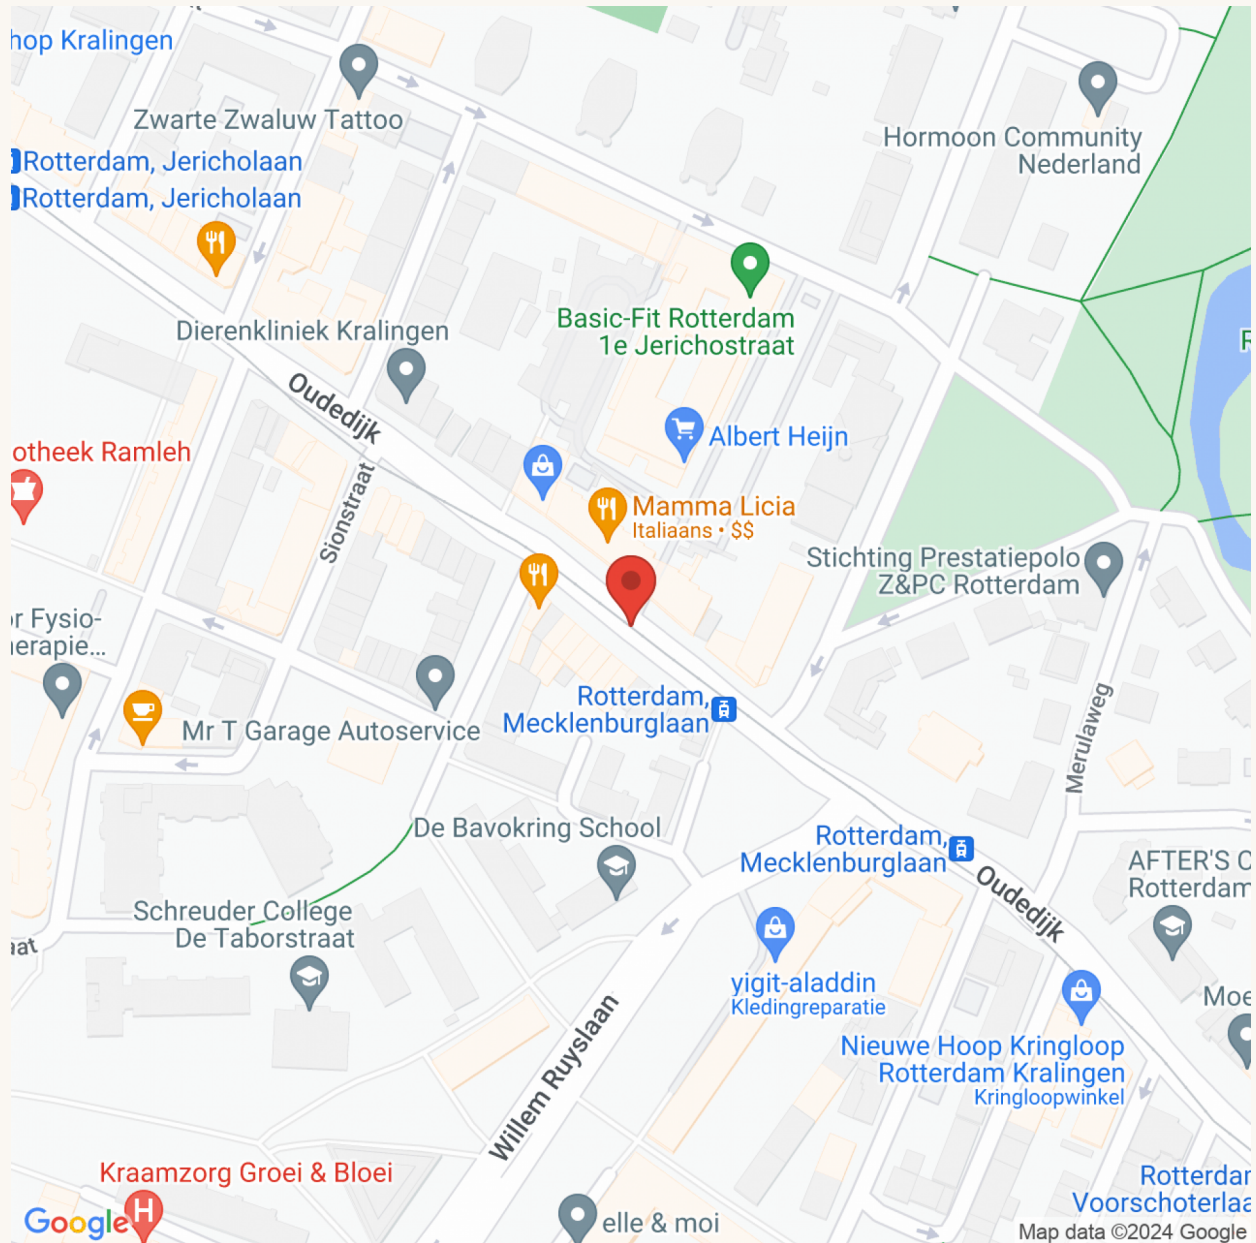 hop Kralingen
Zwarte Zwaluw Tattoo
Hormoon Community
Nederland
Rotterdam, Jericholaan
Rotterdam, Jericholaan
Basic-Fit Rotterdam
1e Jerichostraat
Dierenkliniek Kralingen
Oudedijk
Albert Heijn
otheek Ramleh
Sionstraat
Mamma Licia
Italiaans • $$
Stichting Prestatiepolo
Z&PC Rotterdam
or Fysio-
erapie...
Rotterdam,
Mecklenburglaan
Mr T Garage Autoservice
Merulaweg
De Bavokring School
Rotterdam,
Mecklenburglaan
AFTER'S C
Rotterdam
Oudedijk
Schreuder College
De Taborstraat
aat
yigit-aladdin
Kledingreparatie
Moe
Willem Ruyslaan
Nieuwe Hoop Kringloop
Rotterdam Kralingen
Kringloopwinkel
Kraamzorg Groei & Bloei
H
Rotterdar
Voorschoterlaa
Google
elle & moi
Map data ©2024 Google